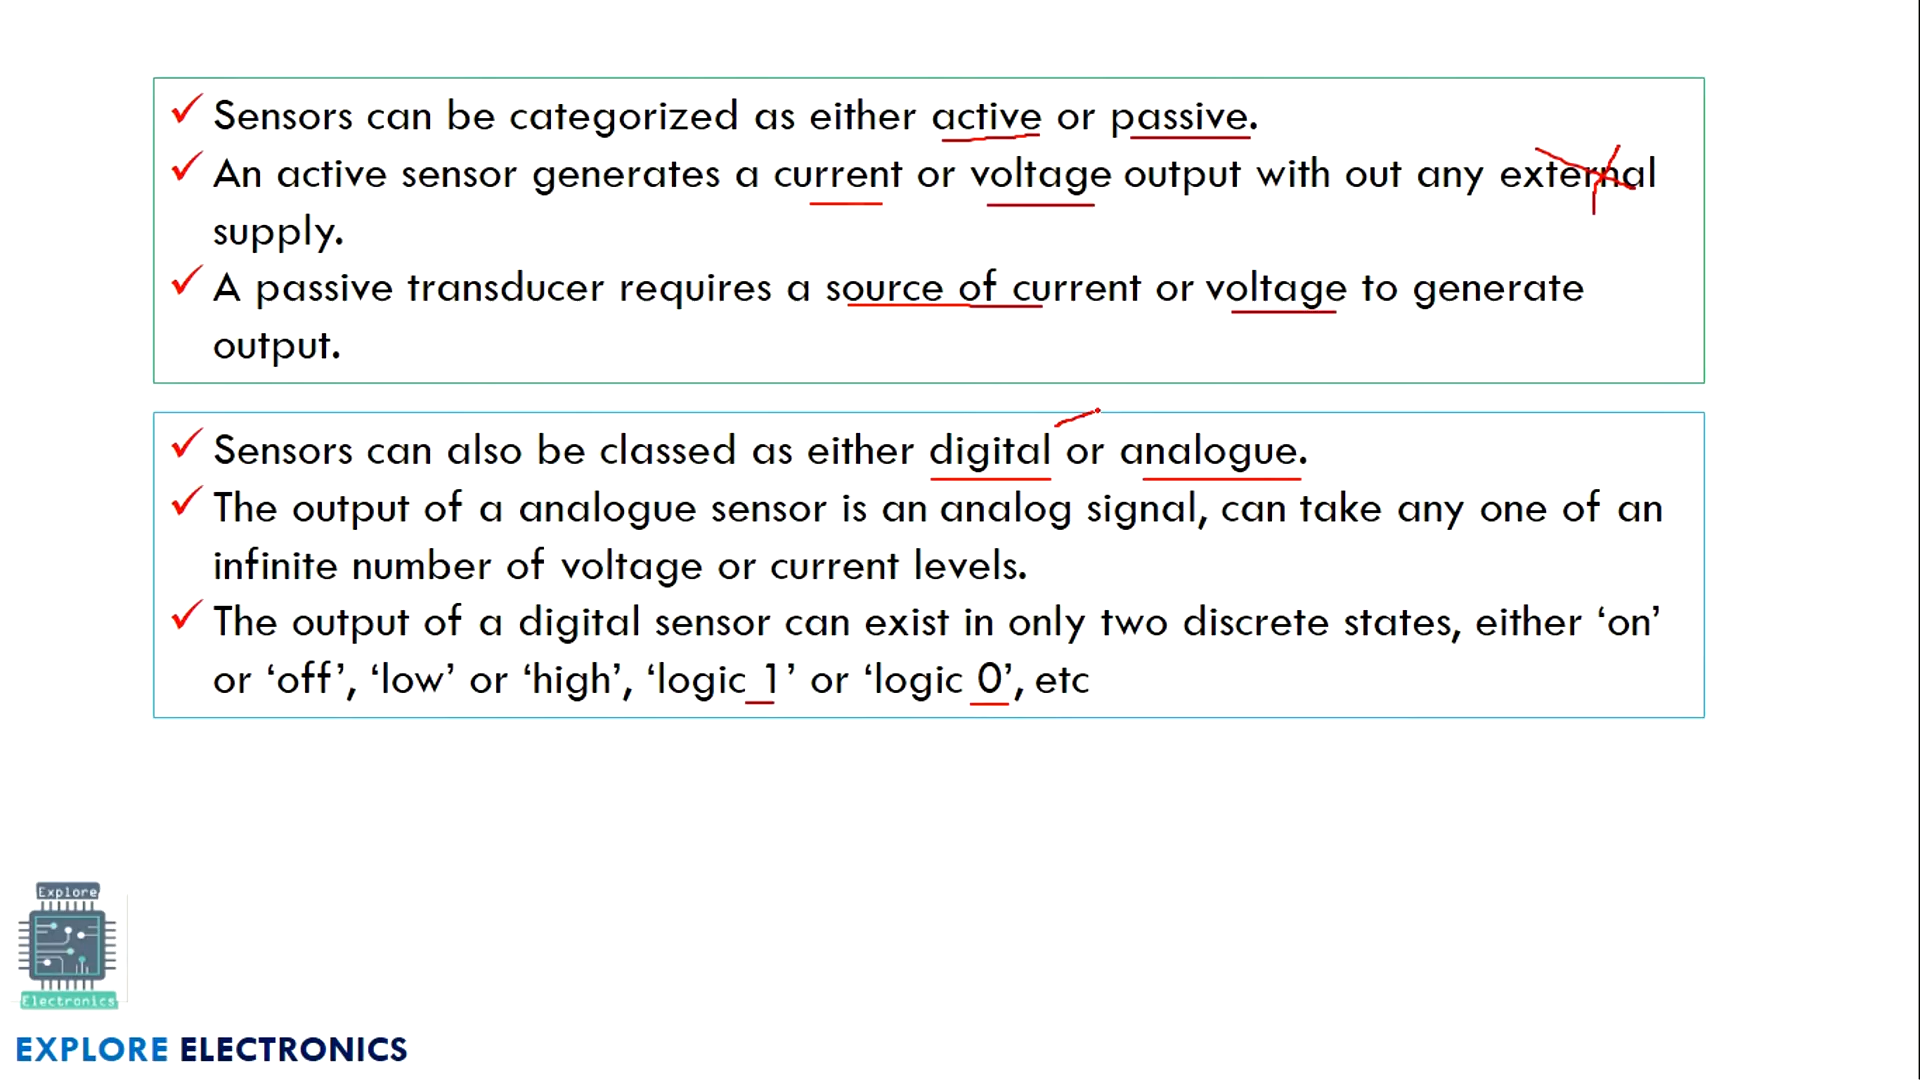 ✓ Sensors can be categorized as either active or passive.
✓ An active sensor generates a current or voltage output with out any external
supply.
✓ A passive transducer requires a source of current or voltage to generate
output.
✓ Sensors can also be classed as either digital or analogue.
✓ The output of a analogue sensor is an analog signal, can take any one of an
infinite number of voltage or current levels.
✓ The output of a digital sensor can exist in only two discrete states, either ‘on’
or ‘off’, ‘low’ or ‘high’, ‘logic 1’ or ‘logic 0’, etc
Explore
Electronics
EXPLORE ELECTRONICS